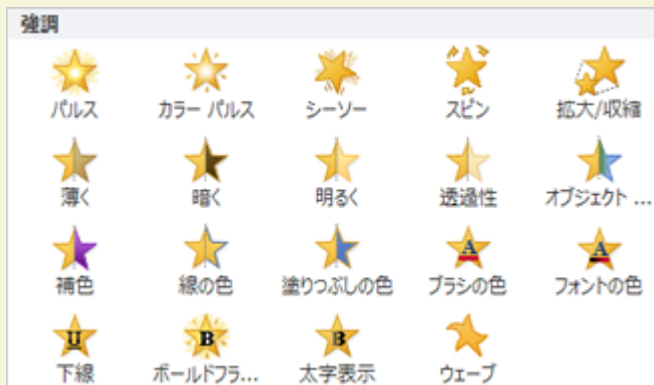 強調
パルス カラー パルス シーソー スピン 拡大/収縮
薄く 暗く 明るく 透過性 オブジェクト ...
補色 線の色 塗りつぶしの色 ブラシの色 フォントの色
下線 ボールドフラ... 太字表示 ウェーブ